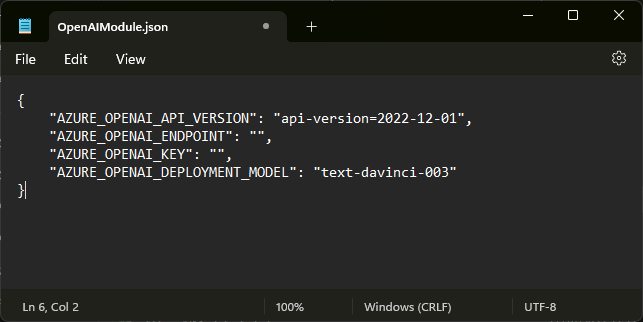 OpenAIModule.json
File Edit View
{
    "AZURE_OPENAI_API_VERSION": "api-version=2022-12-01",
    "AZURE_OPENAI_ENDPOINT": "",
    "AZURE_OPENAI_KEY": "",
    "AZURE_OPENAI_DEPLOYMENT_MODEL": "text-davinci-003"
}
Ln 6, Col 2 100% Windows (CRLF) UTF-8